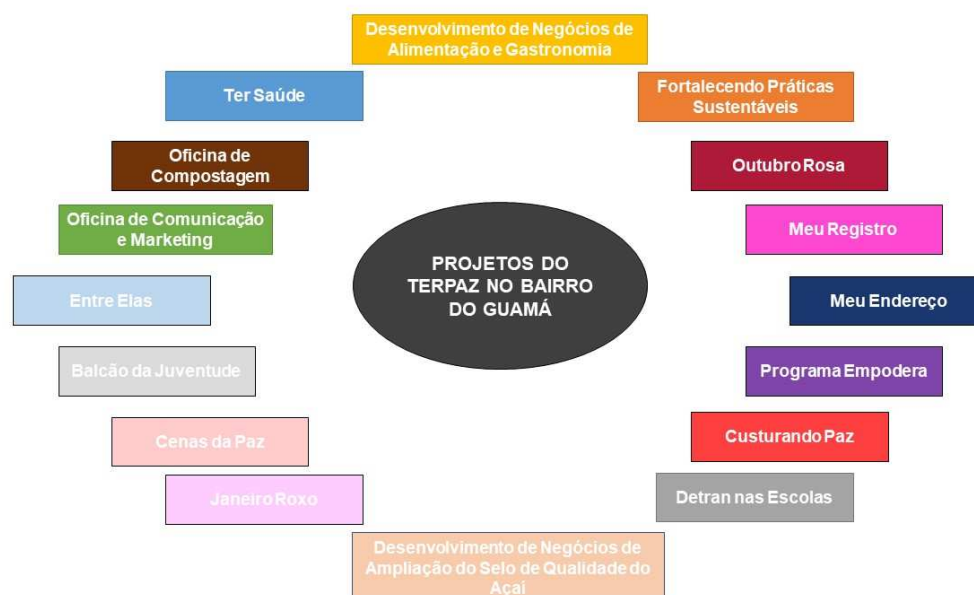 Desenvolvimento de Negócios de
Alimentação e Gastronomia
Ter Saúde
Fortalecendo Práticas
Sustentáveis
Oficina de
Compostagem
Outubro Rosa
Oficina de Comunicação
e Marketing
Meu Registro
PROJETOS DO
TERPAZ NO BAIRRO
DO GUAMÁ
Entre Elas
Meu Endereço
Balcão da Juventude
Programa Empodera
Cenas da Paz
Custurando Paz
Janeiro Roxo
Detran nas Escolas
Desenvolvimento de Negócios de
Ampliação do Selo de Qualidade do
Açaí